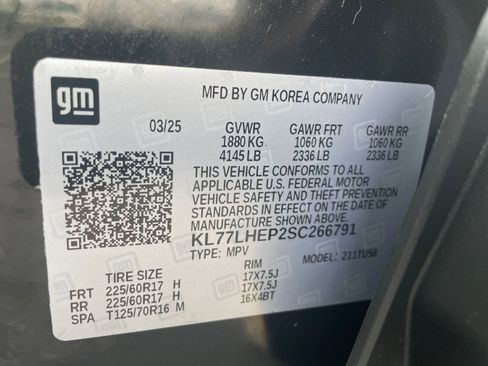 gm
MFD BY GM KOREA COMPANY
03/25 GVWR GAWR FRT GAWR RR
1880 KG 1060 KG 1060 KG
4145 LB 2336 LB 2336 LB
THIS VEHICLE CONFORMS TO ALL
APPLICABLE U.S. FEDERAL MOTOR
VEHICLE SAFETY AND THEFT PREVENTION
STANDARDS IN EFFECT ON THE DATE OF
MANUFACTURE SHOWN ABOVE.
KL77LHEP2SC266791
TYPE: MPV MODEL: 211TU58
TIRE SIZE RIM
FRT 225/60R17 H 17X7.5J
RR 225/60R17 H 17X7.5J
SPA T125/70R16 M 16X4BT